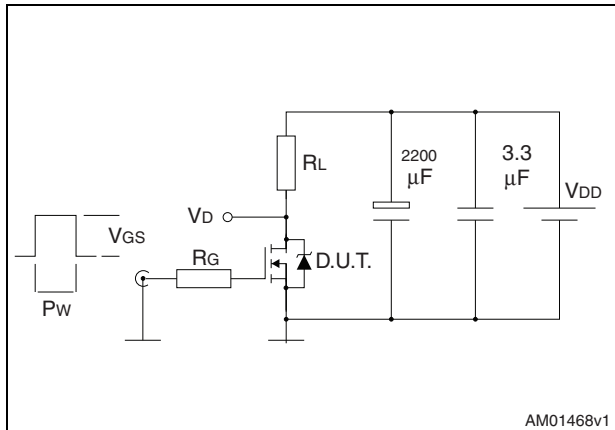 RL
2200
μF
3.3
μF
VDD
VD
VGS
RG
D.U.T.
PW
AM01468v1